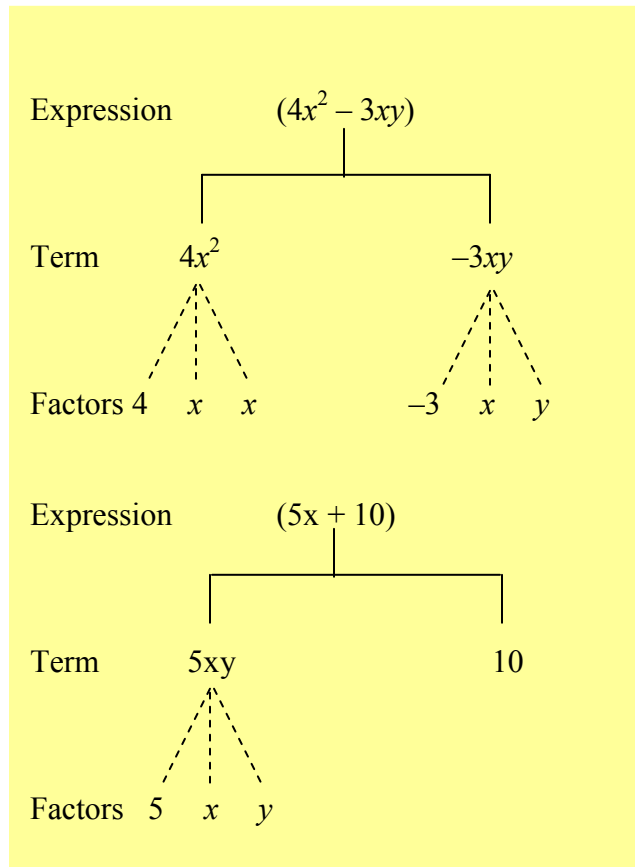 Expression (4x² – 3xy)
Term 4x² –3xy
Factors 4 x x –3 x y
Expression (5x + 10)
Term 5xy 10
Factors 5 x y